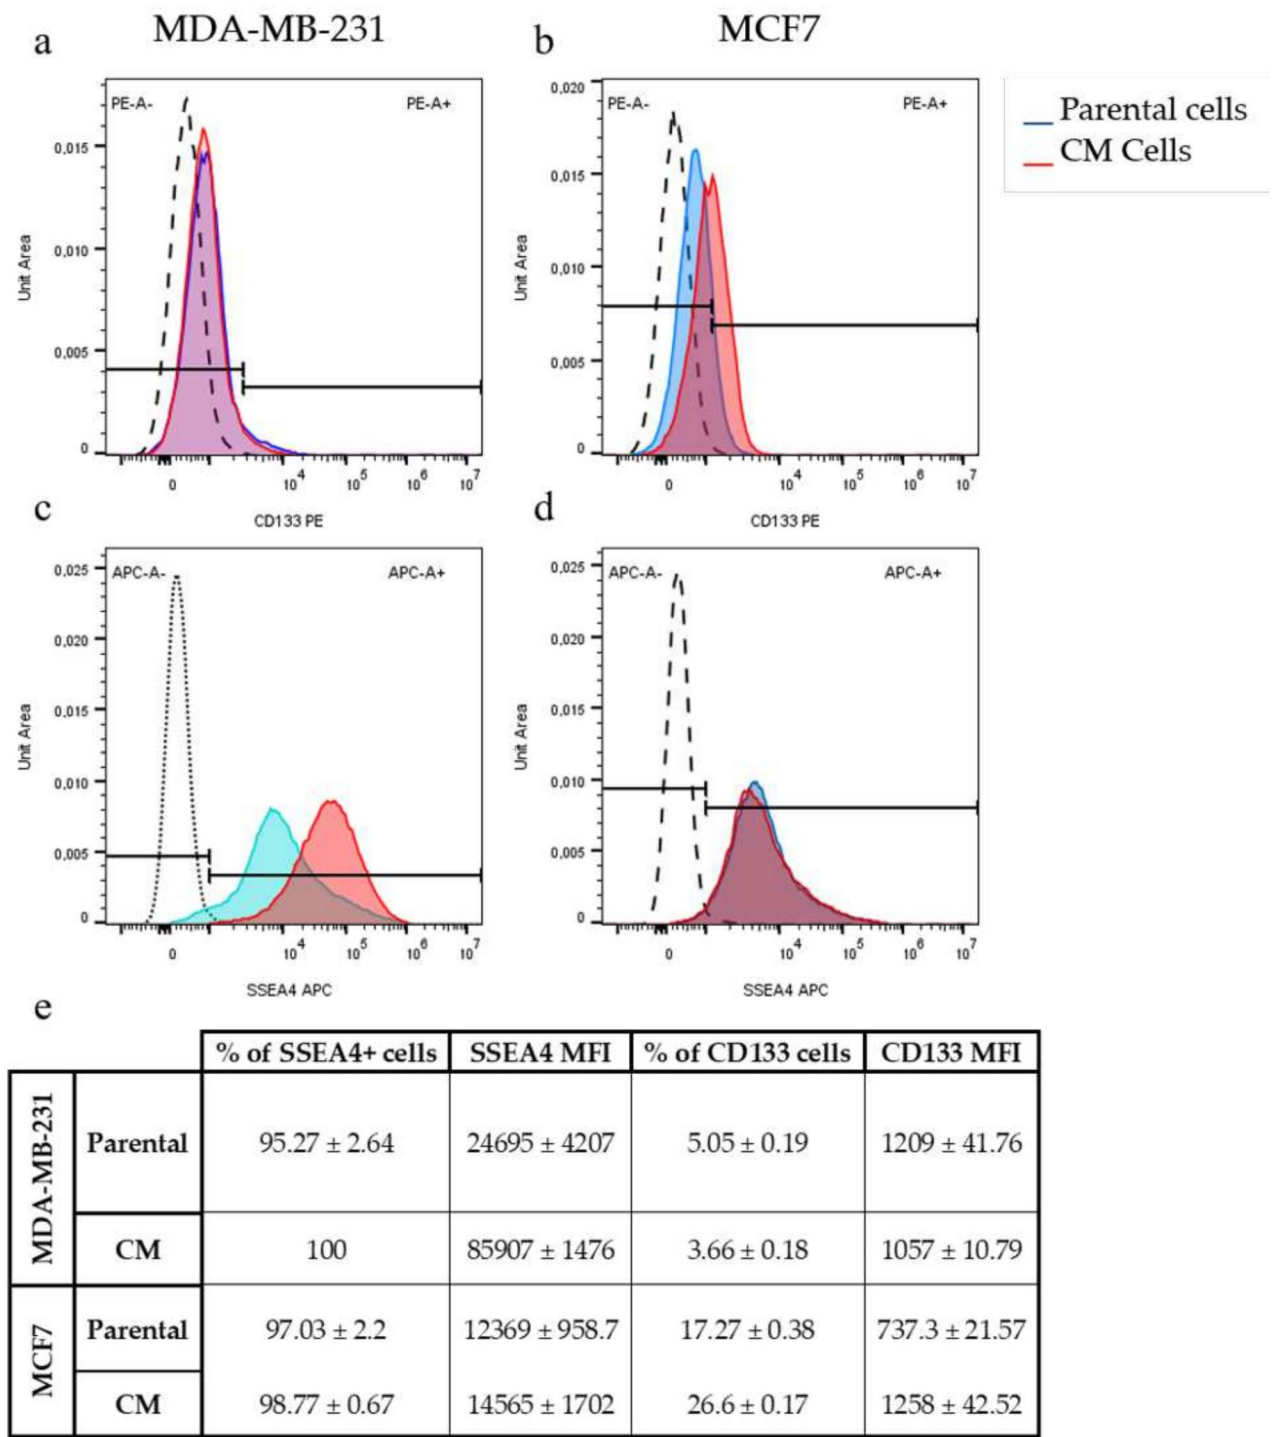 a MDA-MB-231 b MCF7
Parental cells
CM Cells
PE-A- PE-A+
0,015
0,010
0,005
0
Unit Area
0 10^4 10^5 10^6 10^7
CD133 PE
PE-A- PE-A+
0,020
0,015
0,010
0,005
0
Unit Area
0 10^4 10^5 10^6 10^7
CD133 PE
c
APC-A- APC-A+
0,025
0,020
0,015
0,010
0,005
0
Unit Area
0 10^4 10^5 10^6 10^7
SSEA4 APC
d
APC-A- APC-A+
0,025
0,020
0,015
0,010
0,005
0
Unit Area
0 10^4 10^5 10^6 10^7
SSEA4 APC
e
% of SSEA4+ cells SSEA4 MFI % of CD133 cells CD133 MFI
MDA-MB-231
Parental 95.27 ± 2.64 24695 ± 4207 5.05 ± 0.19 1209 ± 41.76
CM 100 85907 ± 1476 3.66 ± 0.18 1057 ± 10.79
MCF7
Parental 97.03 ± 2.2 12369 ± 958.7 17.27 ± 0.38 737.3 ± 21.57
CM 98.77 ± 0.67 14565 ± 1702 26.6 ± 0.17 1258 ± 42.52